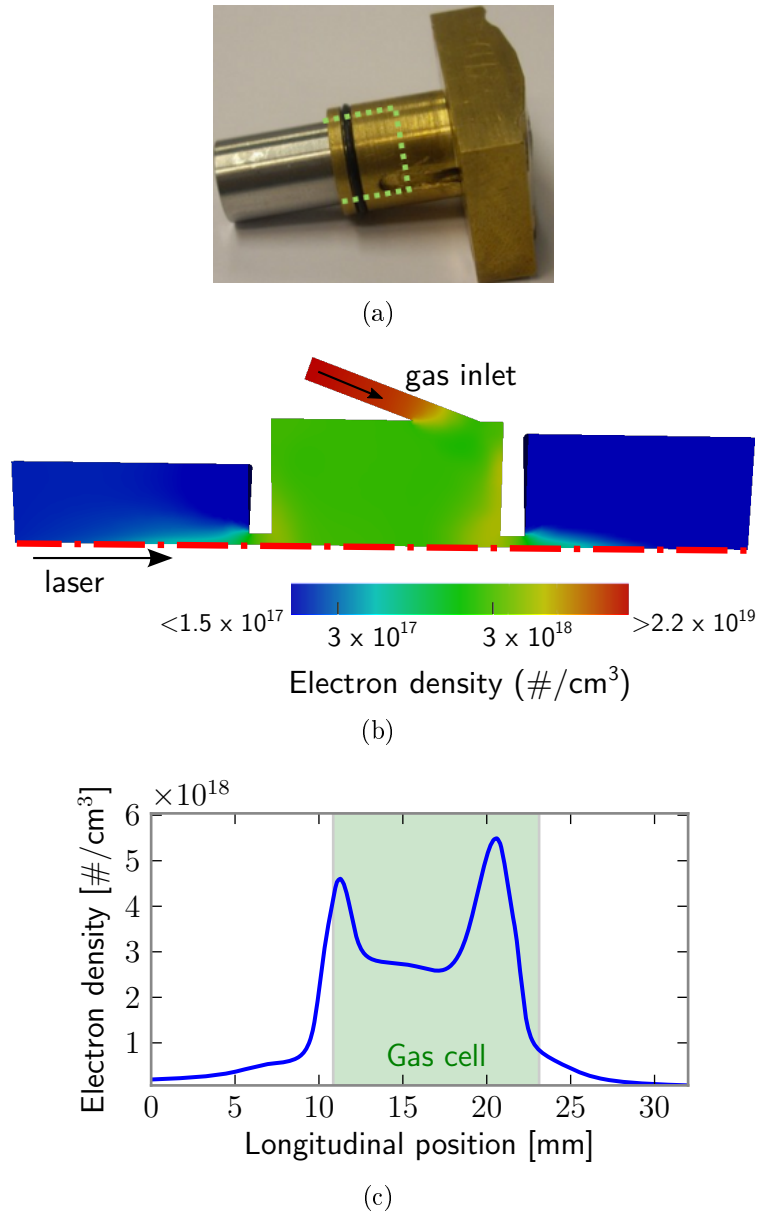 (a)
gas inlet
laser
<1.5 x 10¹⁷
3 x 10¹⁷
3 x 10¹⁸
>2.2 x 10¹⁹
Electron density (#/cm³)
(b)
×10¹⁸
6
5
4
3
2
1
Electron density [#/cm³]
Gas cell
0 5 10 15 20 25 30
Longitudinal position [mm]
(c)